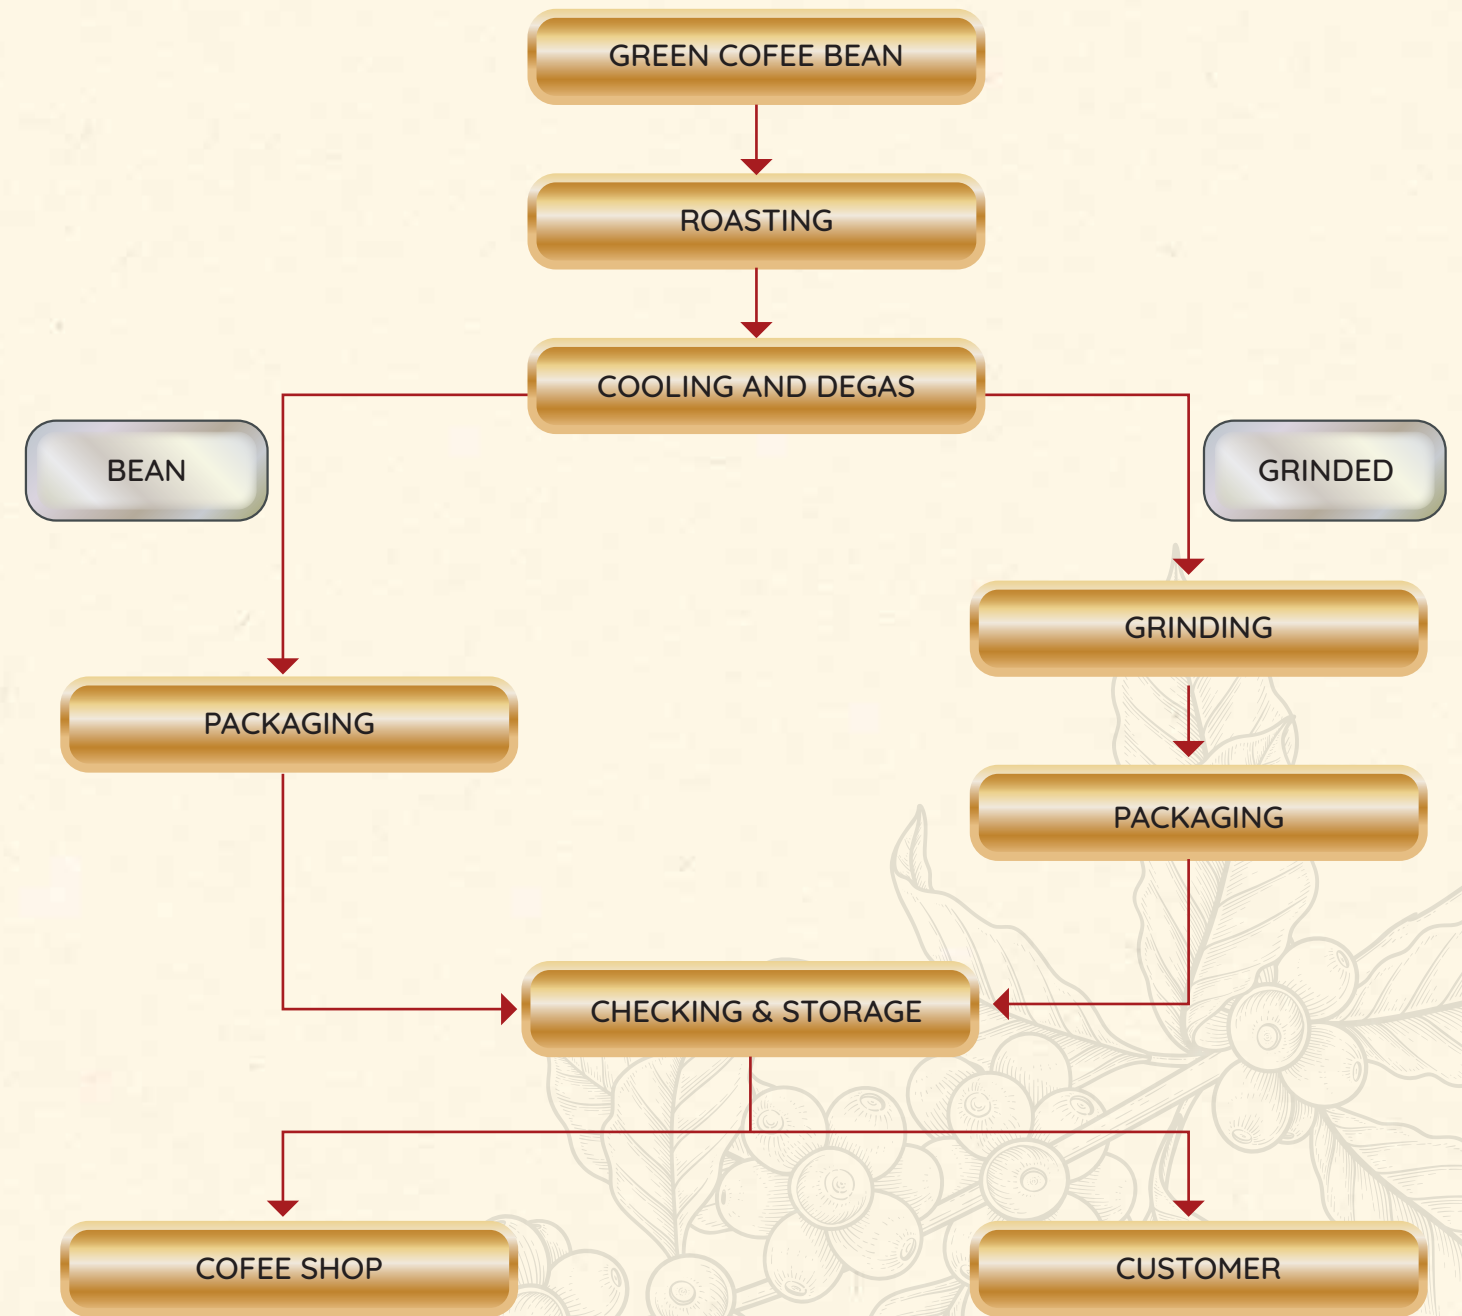 GREEN COFEE BEAN
ROASTING
COOLING AND DEGAS
BEAN
GRINDED
GRINDING
PACKAGING
PACKAGING
CHECKING & STORAGE
COFEE SHOP
CUSTOMER